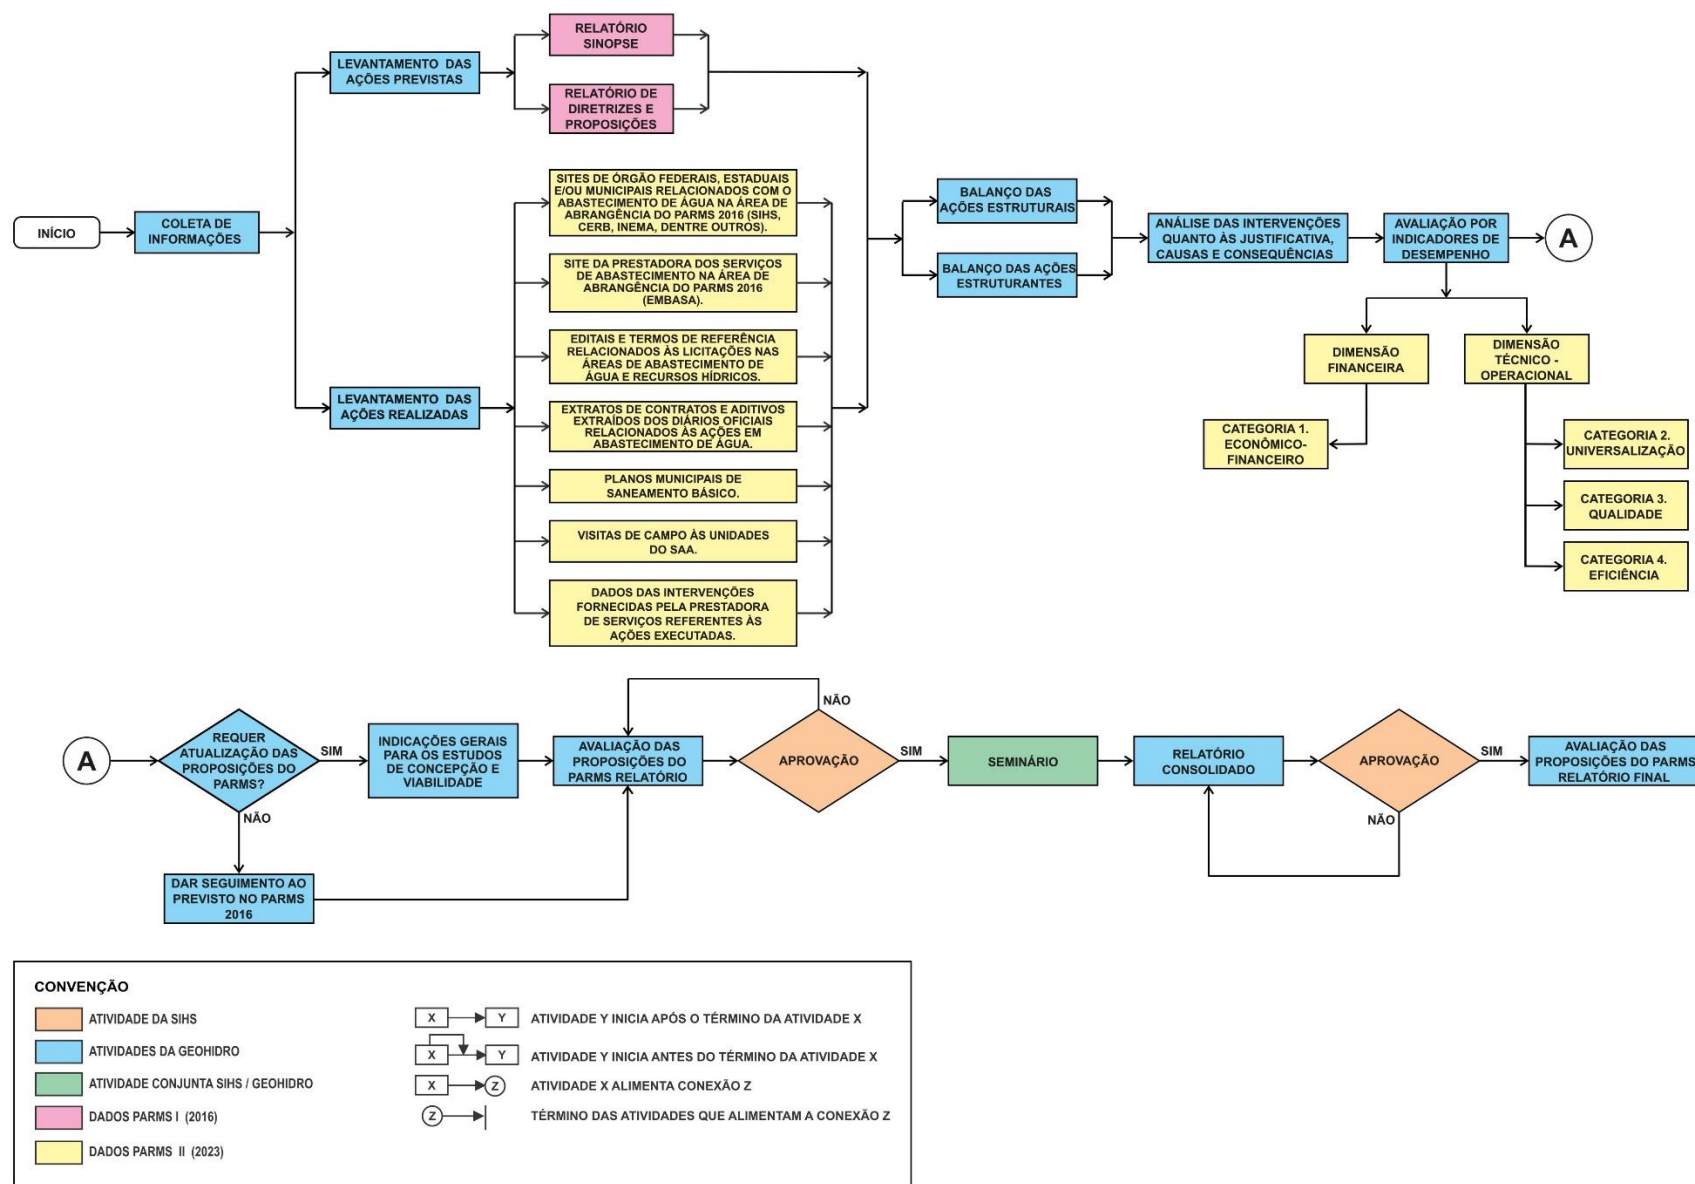 RELATÓRIO
SINOPSE
LEVANTAMENTO DAS
AÇÕES PREVISTAS
RELATÓRIO DE
DIRETRIZES E
PROPOSIÇÕES
SITES DE ÓRGÃO FEDERAIS, ESTADUAIS
E/OU MUNICIPAIS RELACIONADOS COM O
ABASTECIMENTO DE ÁGUA NA ÁREA DE
ABRANGÊNCIA DO PARMS 2016 (SIHS,
CERB, INEMA, DENTRE OUTROS).
INÍCIO
COLETA DE
INFORMAÇÕES
BALANÇO DAS
AÇÕES ESTRUTURAIS
BALANÇO DAS AÇÕES
ESTRUTURANTES
ANÁLISE DAS INTERVENÇÕES
QUANTO ÀS JUSTIFICATIVA,
CAUSAS E CONSEQUÊNCIAS
AVALIAÇÃO POR
INDICADORES DE
DESEMPENHO
A
SITE DA PRESTADORA DOS SERVIÇOS
DE ABASTECIMENTO NA ÁREA DE
ABRANGÊNCIA DO PARMS 2016
(EMBASA).
EDITAIS E TERMOS DE REFERÊNCIA
RELACIONADOS ÀS LICITAÇÕES NAS
ÁREAS DE ABASTECIMENTO DE
ÁGUA E RECURSOS HÍDRICOS.
DIMENSÃO
FINANCEIRA
DIMENSÃO
TÉCNICO -
OPERACIONAL
LEVANTAMENTO DAS
AÇÕES REALIZADAS
EXTRATOS DE CONTRATOS E ADITIVOS
EXTRAÍDOS DOS DIÁRIOS OFICIAIS
RELACIONADOS ÀS AÇÕES EM
ABASTECIMENTO DE ÁGUA.
CATEGORIA 1.
ECONÔMICO-
FINANCEIRO
CATEGORIA 2.
UNIVERSALIZAÇÃO
PLANOS MUNICIPAIS DE
SANEAMENTO BÁSICO.
CATEGORIA 3.
QUALIDADE
VISITAS DE CAMPO ÀS UNIDADES
DO SAA.
CATEGORIA 4.
EFICIÊNCIA
DADOS DAS INTERVENÇÕES
FORNECIDAS PELA PRESTADORA
DE SERVIÇOS REFERENTES ÀS
AÇÕES EXECUTADAS.
A
REQUER
ATUALIZAÇÃO DAS
PROPOSIÇÕES DO
PARMS?
SIM
NÃO
INDICAÇÕES GERAIS
PARA OS ESTUDOS
DE CONCEPÇÃO E
VIABILIDADE
AVALIAÇÃO DAS
PROPOSIÇÕES DO
PARMS RELATÓRIO
NÃO
APROVAÇÃO
SIM
SEMINÁRIO
RELATÓRIO
CONSOLIDADO
APROVAÇÃO
SIM
NÃO
AVALIAÇÃO DAS
PROPOSIÇÕES DO PARMS
RELATÓRIO FINAL
DAR SEGUIMENTO AO
PREVISTO NO PARMS
2016
CONVENÇÃO
ATIVIDADE DA SIHS
ATIVIDADES DA GEOHIDRO
ATIVIDADE CONJUNTA SIHS / GEOHIDRO
DADOS PARMS I (2016)
DADOS PARMS II (2023)
X Y ATIVIDADE Y INICIA APÓS O TÉRMINO DA ATIVIDADE X
X Y ATIVIDADE Y INICIA ANTES DO TÉRMINO DA ATIVIDADE X
X Z ATIVIDADE X ALIMENTA CONEXÃO Z
Z TÉRMINO DAS ATIVIDADES QUE ALIMENTAM A CONEXÃO Z